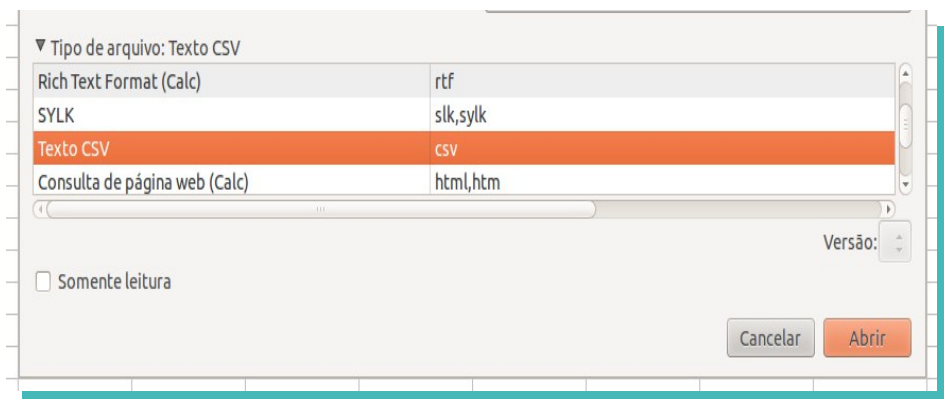 Tipo de arquivo: Texto CSV
Rich Text Format (Calc) rtf
SYLK slk,sylk
Texto CSV csv
Consulta de página web (Calc) html,htm
Versão:
Somente leitura
Cancelar Abrir